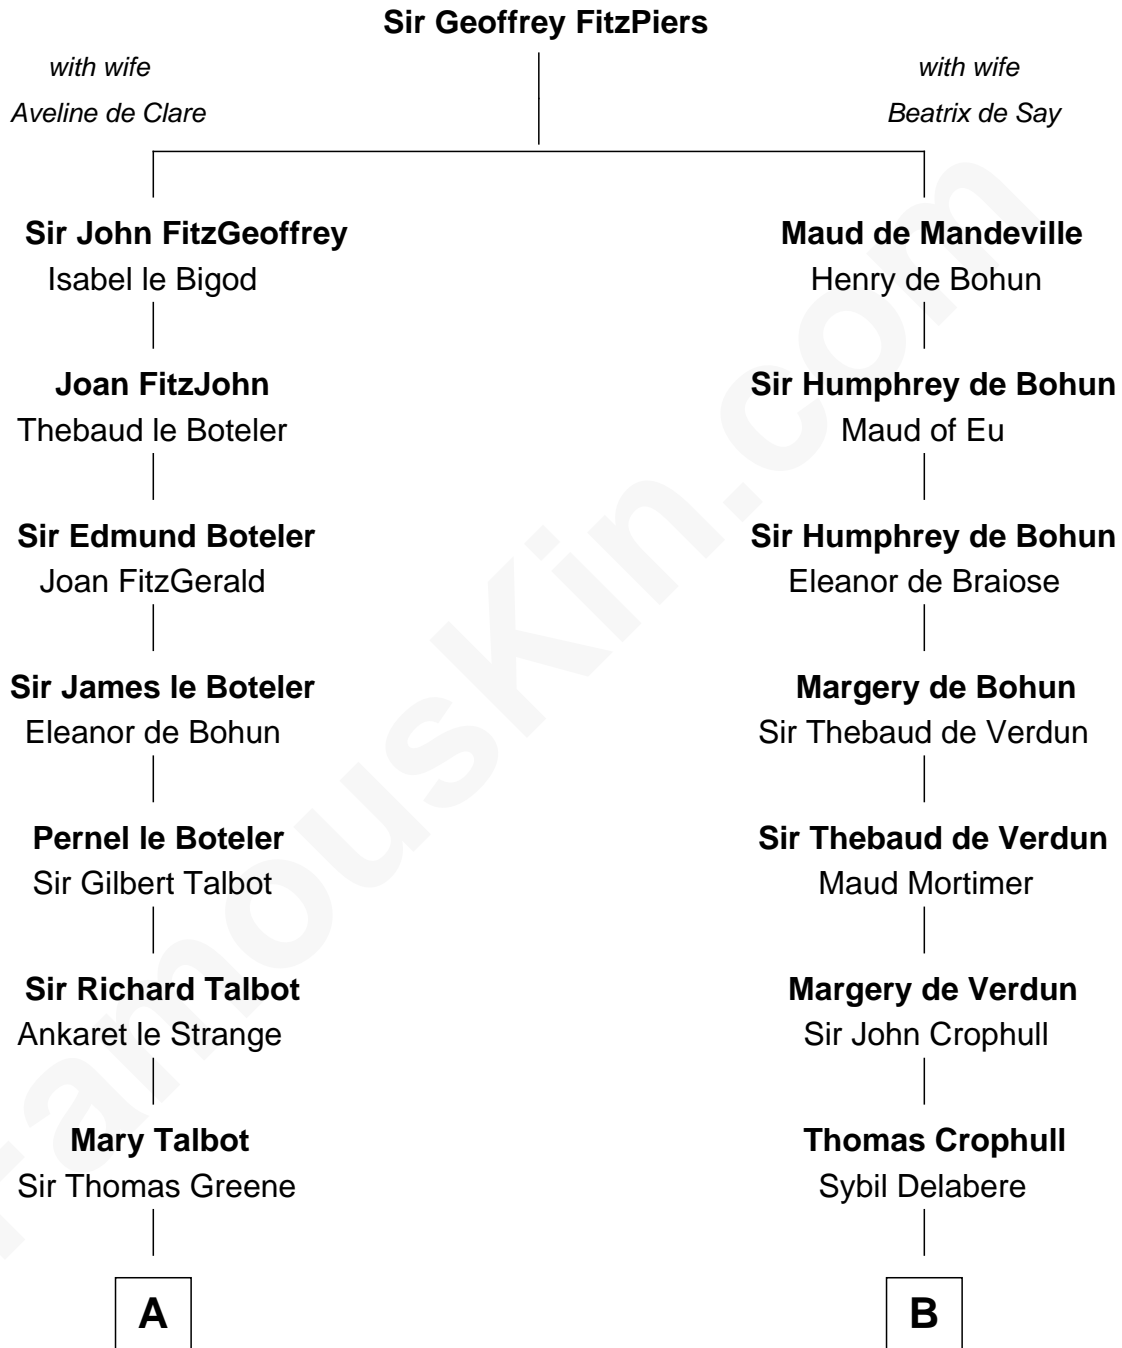 Sir Geoffrey FitzPiers
with wife
Aveline de Clare
with wife
Beatrix de Say
Sir John FitzGeoffrey
Isabel le Bigod
Maud de Mandeville
Henry de Bohun
Joan FitzJohn
Thebaud le Boteler
Sir Humphrey de Bohun
Maud of Eu
Sir Edmund Boteler
Joan FitzGerald
Sir Humphrey de Bohun
Eleanor de Braiose
Sir James le Boteler
Eleanor de Bohun
Margery de Bohun
Sir Thebaud de Verdun
Pernel le Boteler
Sir Gilbert Talbot
Sir Thebaud de Verdun
Maud Mortimer
Sir Richard Talbot
Ankaret le Strange
Margery de Verdun
Sir John Crophull
Mary Talbot
Sir Thomas Greene
Thomas Crophull
Sybil Delabere
A
B
FamousKin.com